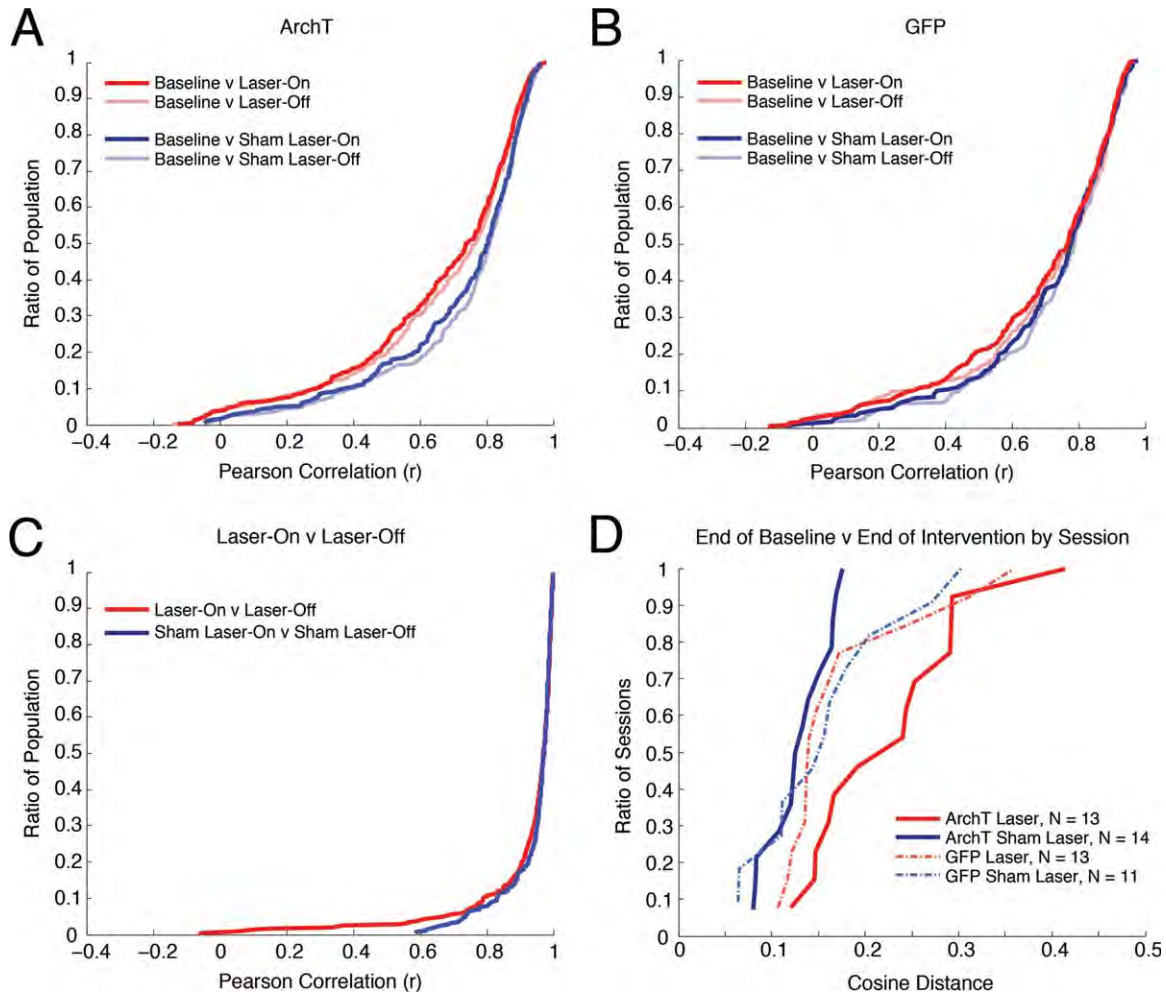 A
ArchT
Ratio of Population
1
0.9
0.8
0.7
0.6
0.5
0.4
0.3
0.2
0.1
0
Baseline v Laser-On
Baseline v Laser-Off
Baseline v Sham Laser-On
Baseline v Sham Laser-Off
−0.4 −0.2 0 0.2 0.4 0.6 0.8 1
Pearson Correlation (r)
B
GFP
Ratio of Population
1
0.9
0.8
0.7
0.6
0.5
0.4
0.3
0.2
0.1
0
Baseline v Laser-On
Baseline v Laser-Off
Baseline v Sham Laser-On
Baseline v Sham Laser-Off
−0.4 −0.2 0 0.2 0.4 0.6 0.8 1
Pearson Correlation (r)
C
Laser-On v Laser-Off
Ratio of Population
1
0.9
0.8
0.7
0.6
0.5
0.4
0.3
0.2
0.1
0
Laser-On v Laser-Off
Sham Laser-On v Sham Laser-Off
−0.4 −0.2 0 0.2 0.4 0.6 0.8 1
Pearson Correlation (r)
D
End of Baseline v End of Intervention by Session
Ratio of Sessions
1
0.9
0.8
0.7
0.6
0.5
0.4
0.3
0.2
0.1
ArchT Laser, N = 13
ArchT Sham Laser, N = 14
GFP Laser, N = 13
GFP Sham Laser, N = 11
0 0.1 0.2 0.3 0.4 0.5
Cosine Distance